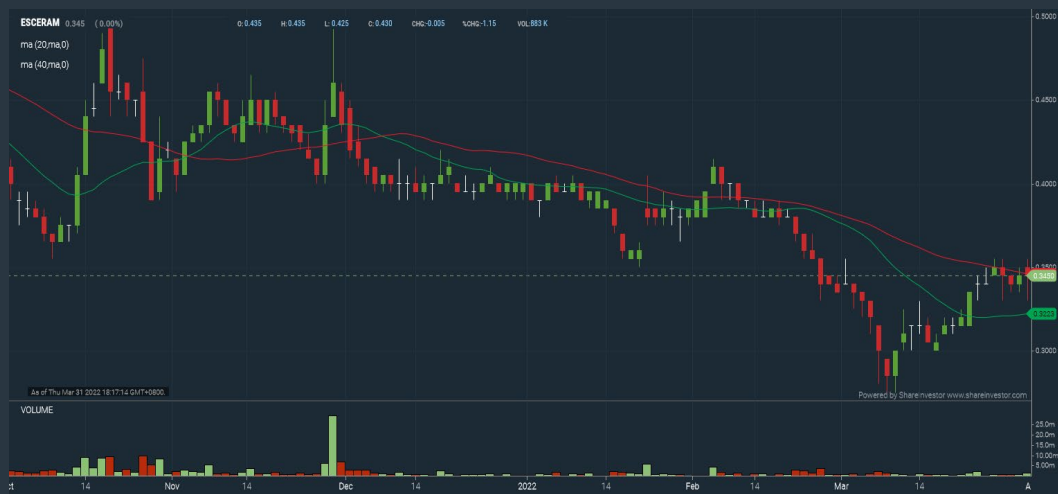 ESCERAM 0.345 ( 0.00%) O:0.435 H:0.435 L:0.425 C:0.430 CHG:-0.005 %CHG:-1.15 VOL:883 K
ma (20,ma,0)
ma (40,ma,0)
0.5000
0.4500
0.4000
0.3500
0.3450
0.3223
0.3000
As of Thu Mar 31 2022 18:17:14 GMT+0800.
Powered by ShareInvestor www.shareinvestor.com
VOLUME
25.0m
20.0m
15.0m
10.00m
5.00m
ct 14 Nov 14 Dec 14 2022 14 Feb 14 Mar 14 A